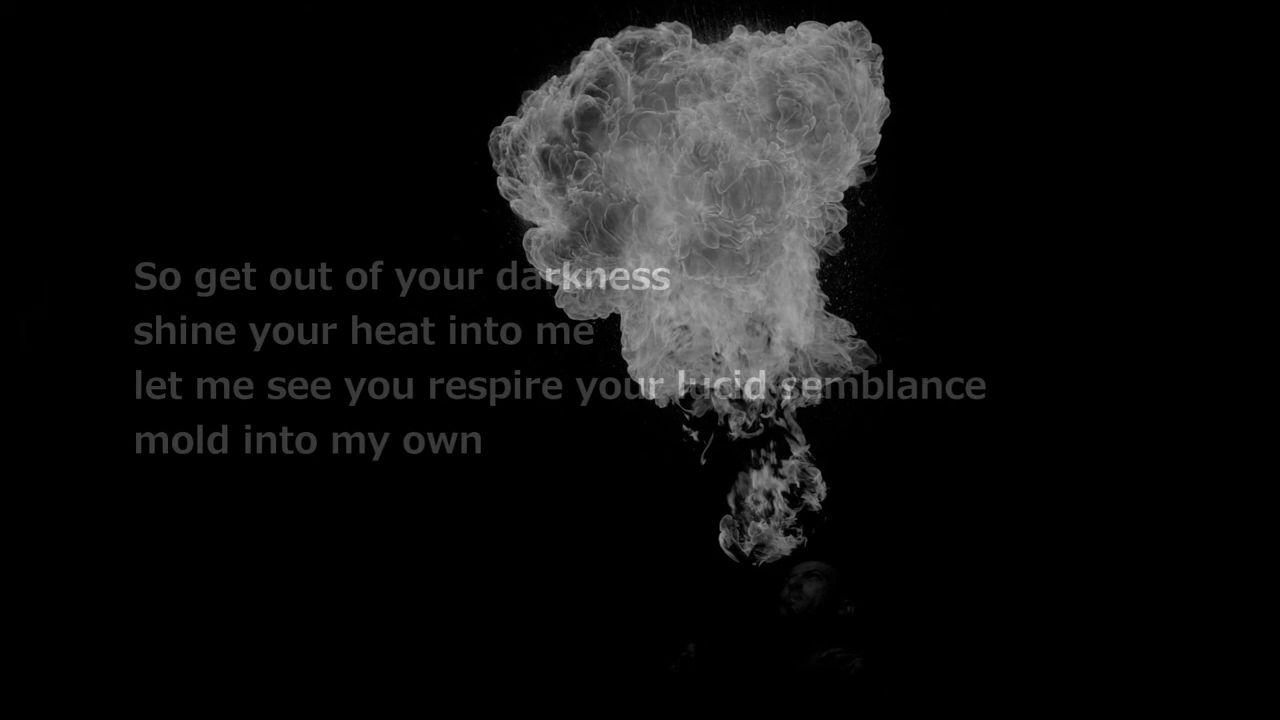 So get out of your darkness
shine your heat into me
let me see you respire your lucid semblance
mold into my own